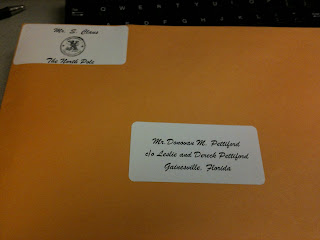 Mr. S. Claus
The North Pole
Mr. Donovan M. Pettiford
c/o Leslie and Dereck Pettiford
Gainesville, Florida